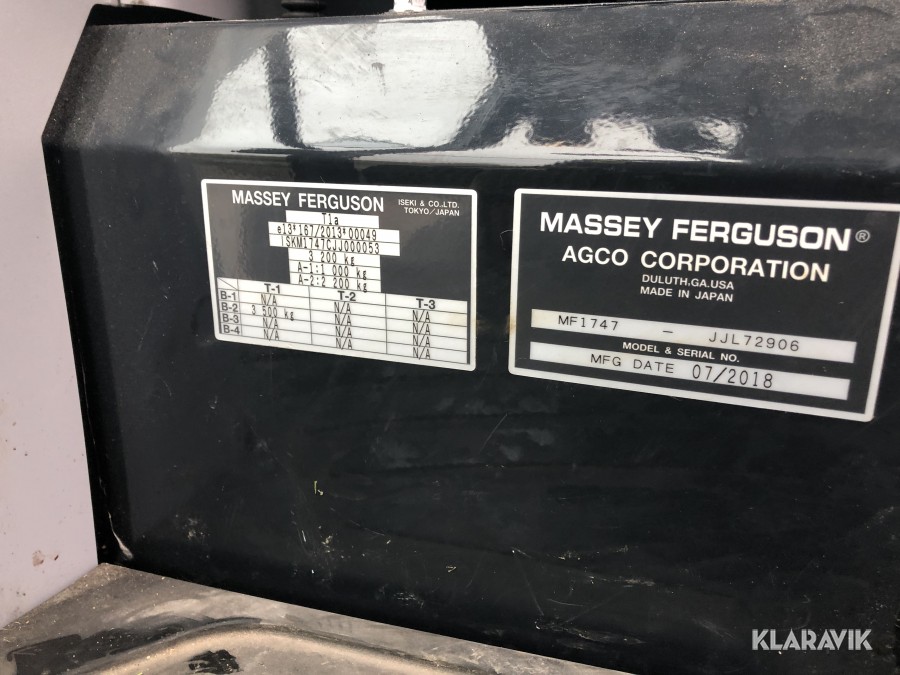 MASSEY FERGUSON
ISEKI & CO.,LTD.
TOKYO/JAPAN
T1a
e13*167/2013*00049
ISKM1747CJJ000053
3 200 kg
A-1:1 000 kg
A-2:2 200 kg
T-1 T-2 T-3
B-1 N/A N/A N/A
B-2 3 500 kg N/A N/A
B-3 N/A N/A N/A
B-4 N/A N/A N/A
MASSEY FERGUSON®
AGCO CORPORATION
DULUTH,GA.USA
MADE IN JAPAN
MF1747 — JJL72906
MODEL & SERIAL NO.
MFG DATE 07/2018
KLARAVIK